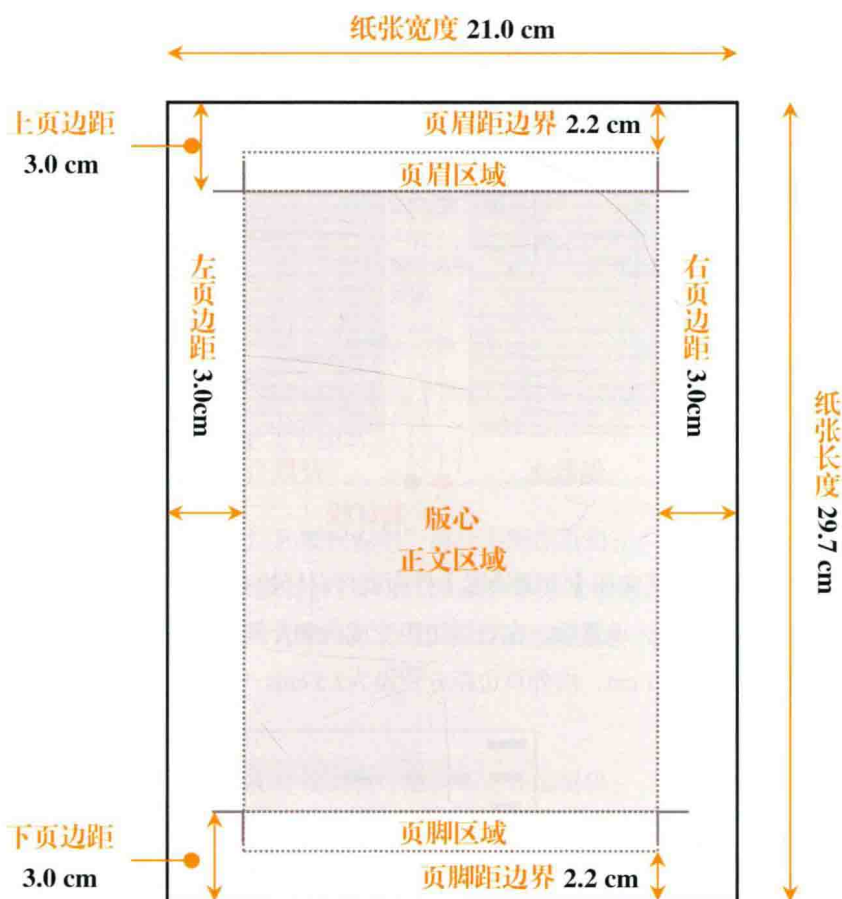 纸张宽度 21.0 cm
上页边距
3.0 cm
页眉距边界 2.2 cm
页眉区域
左页边距 3.0cm
右页边距 3.0cm
纸张长度 29.7 cm
版心
正文区域
下页边距
3.0 cm
页脚区域
页脚距边界 2.2 cm